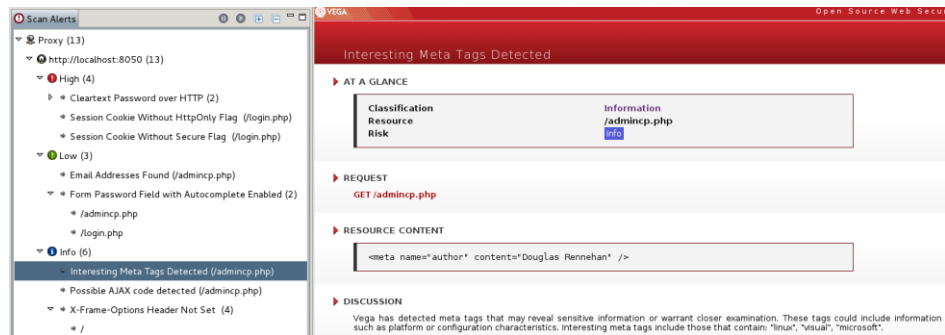 Scan Alerts
Proxy (13)
http://localhost:8050 (13)
High (4)
Cleartext Password over HTTP (2)
Session Cookie Without HttpOnly Flag (/login.php)
Session Cookie Without Secure Flag (/login.php)
Low (3)
Email Addresses Found (/admincp.php)
Form Password Field with Autocomplete Enabled (2)
/admincp.php
/login.php
Info (6)
Interesting Meta Tags Detected (/admincp.php)
Possible AJAX code detected (/admincp.php)
X-Frame-Options Header Not Set (4)
/
VEGA
Open Source Web Secu
Interesting Meta Tags Detected
AT A GLANCE
Classification Information
Resource /admincp.php
Risk Info
REQUEST
GET /admincp.php
RESOURCE CONTENT
<meta name="author" content="Douglas Rennehan" />
DISCUSSION
Vega has detected meta tags that may reveal sensitive information or warrant closer examination. These tags could include information
such as platform or configuration characteristics. Interesting meta tags include those that contain: "linux", "visual", "microsoft".